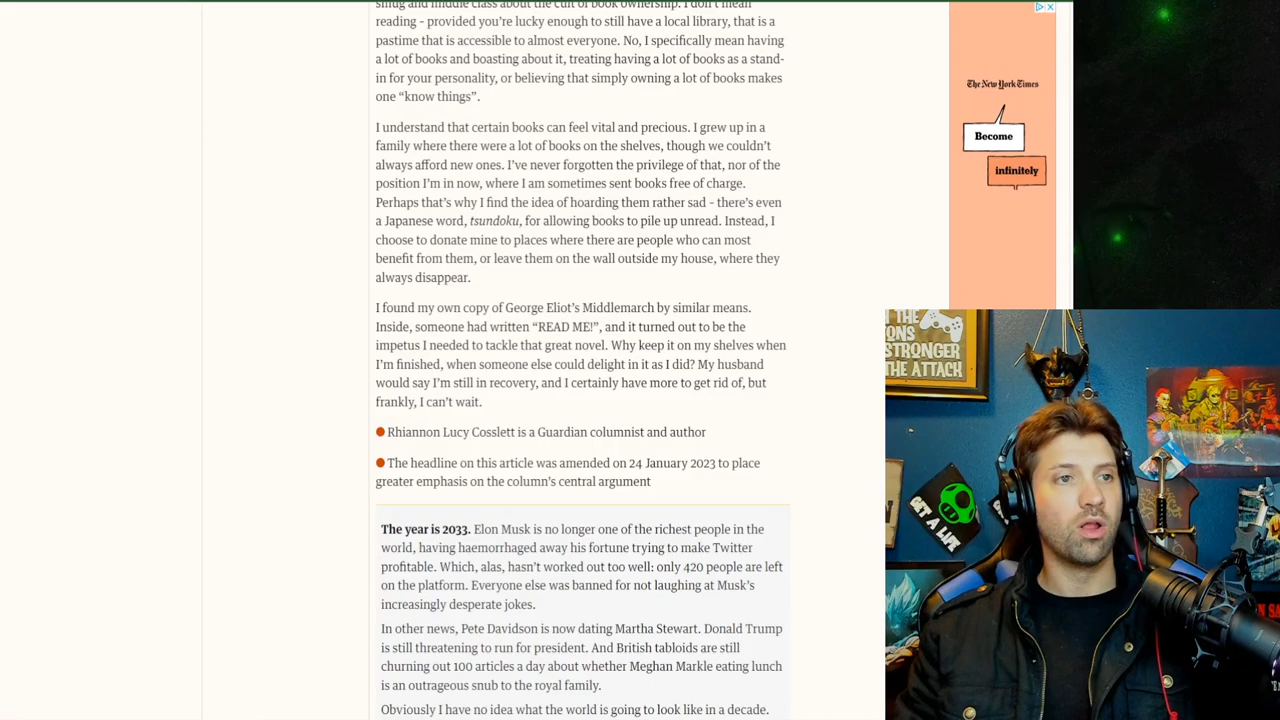 smug and middle class about the cult of book ownership. I don't mean
reading – provided you're lucky enough to still have a local library, that is a
pastime that is accessible to almost everyone. No, I specifically mean having
a lot of books and boasting about it, treating having a lot of books as a stand-
in for your personality, or believing that simply owning a lot of books makes
one “know things”.
I understand that certain books can feel vital and precious. I grew up in a
family where there were a lot of books on the shelves, though we couldn't
always afford new ones. I've never forgotten the privilege of that, nor of the
position I'm in now, where I am sometimes sent books free of charge.
Perhaps that's why I find the idea of hoarding them rather sad – there's even
a Japanese word, tsundoku, for allowing books to pile up unread. Instead, I
choose to donate mine to places where there are people who can most
benefit from them, or leave them on the wall outside my house, where they
always disappear.
I found my own copy of George Eliot's Middlemarch by similar means.
Inside, someone had written “READ ME!”, and it turned out to be the
impetus I needed to tackle that great novel. Why keep it on my shelves when
I'm finished, when someone else could delight in it as I did? My husband
would say I'm still in recovery, and I certainly have more to get rid of, but
frankly, I can't wait.
Rhiannon Lucy Cosslett is a Guardian columnist and author
The headline on this article was amended on 24 January 2023 to place
greater emphasis on the column's central argument
The year is 2033. Elon Musk is no longer one of the richest people in the
world, having haemorrhaged away his fortune trying to make Twitter
profitable. Which, alas, hasn't worked out too well: only 420 people are left
on the platform. Everyone else was banned for not laughing at Musk's
increasingly desperate jokes.
In other news, Pete Davidson is now dating Martha Stewart. Donald Trump
is still threatening to run for president. And British tabloids are still
churning out 100 articles a day about whether Meghan Markle eating lunch
is an outrageous snub to the royal family.
Obviously I have no idea what the world is going to look like in a decade.
The New York Times
Become
infinitely
THE
STRONGER
THE ATTACK
GET A LIFE